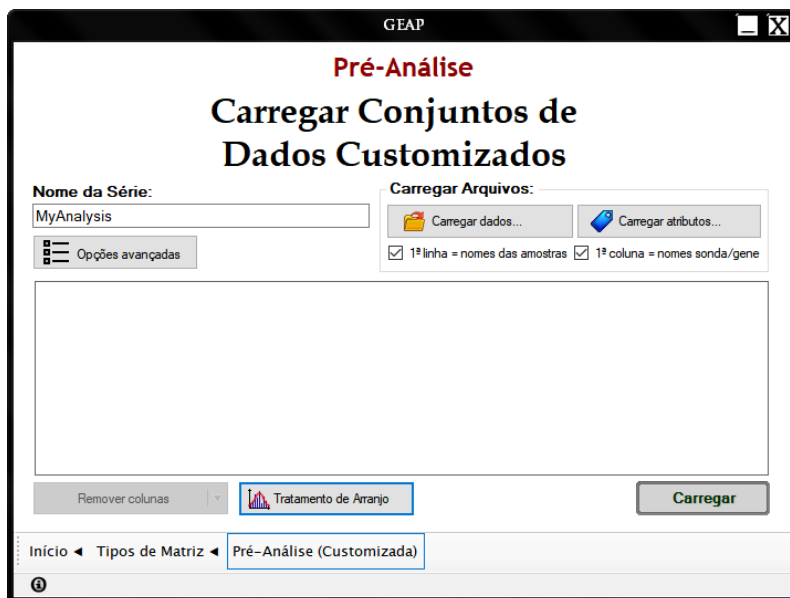 GEAP
Pré-Análise
Carregar Conjuntos de
Dados Customizados
Nome da Série:
MyAnalysis
Opções avançadas
Carregar Arquivos:
Carregar dados...
Carregar atributos...
1ª linha = nomes das amostras
1ª coluna = nomes sonda/gene
Remover colunas
Tratamento de Arranjo
Carregar
Início ◄ Tipos de Matriz ◄ Pré-Análise (Customizada)